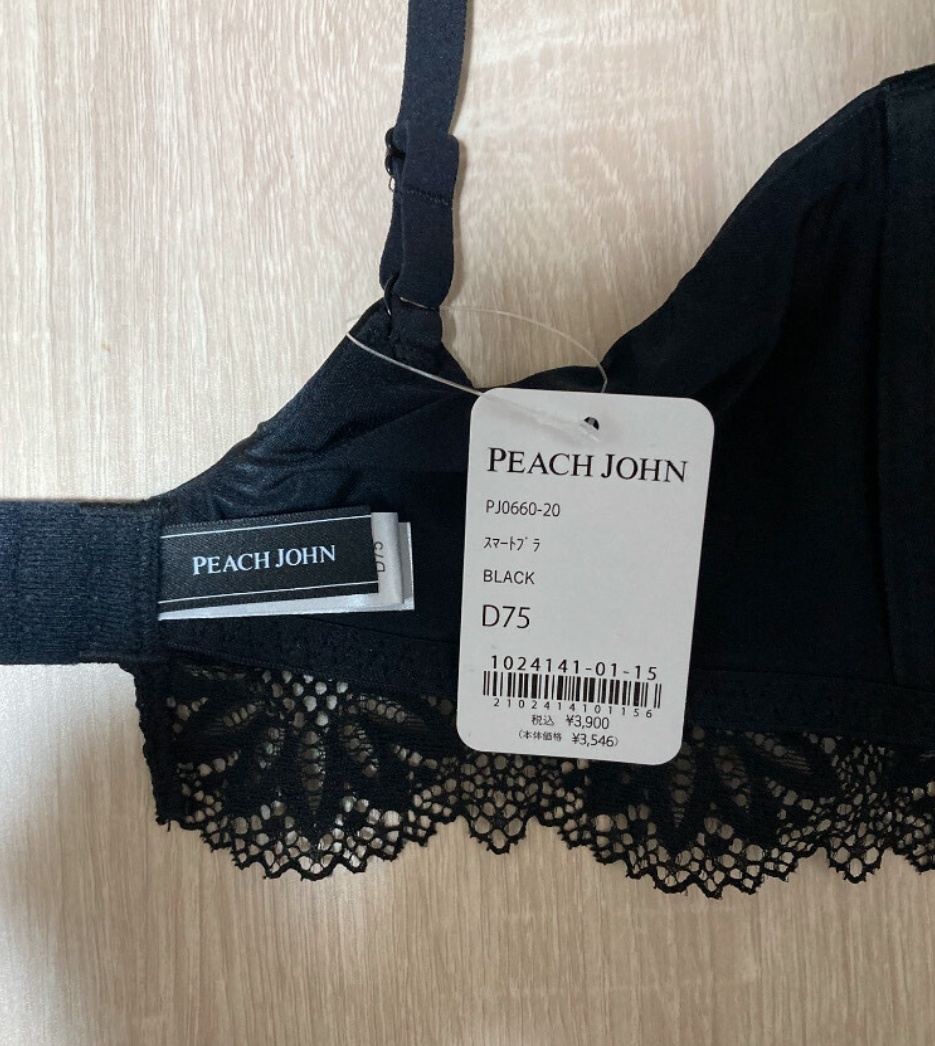 PEACH JOHN
D75
PEACH JOHN
PJ0660-20
ｽﾏｰﾄﾌﾞﾗ
BLACK
D75
1024141-01-15
2102414101156
税込 ¥3,900
(本体価格 ¥3,546)